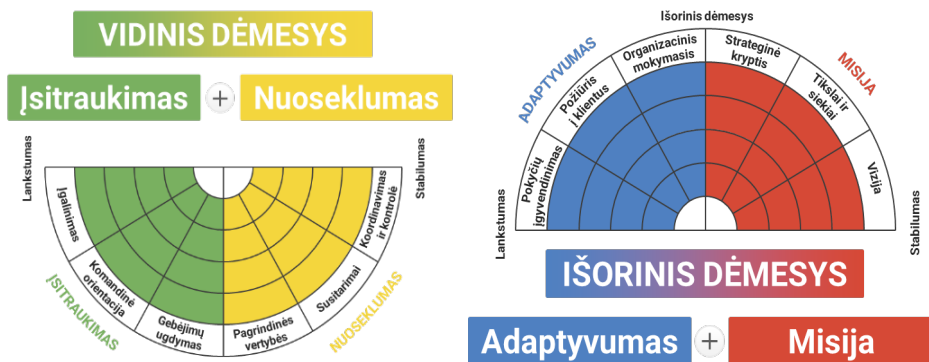 VIDINIS DĖMESYS
Įsitraukimas + Nuoseklumas
Lankstumas
Stabilumas
Įgalinimas
Komandinė
orientacija
Gebėjimų
ugdymas
Pagrindinės
vertybės
Susitarimai
Koordinavimas
ir kontrolė
ĮSITRAUKIMAS
NUOSEKLUMAS
Išorinis dėmesys
ADAPTYVUMAS
MISIJA
Pokyčių
įgyvendinimas
Požiūris
į klientus
Organizacinis
mokymasis
Strateginė
kryptis
Tikslai ir
siekiai
Vizija
Lankstumas
Stabilumas
IŠORINIS DĖMESYS
Adaptyvumas + Misija